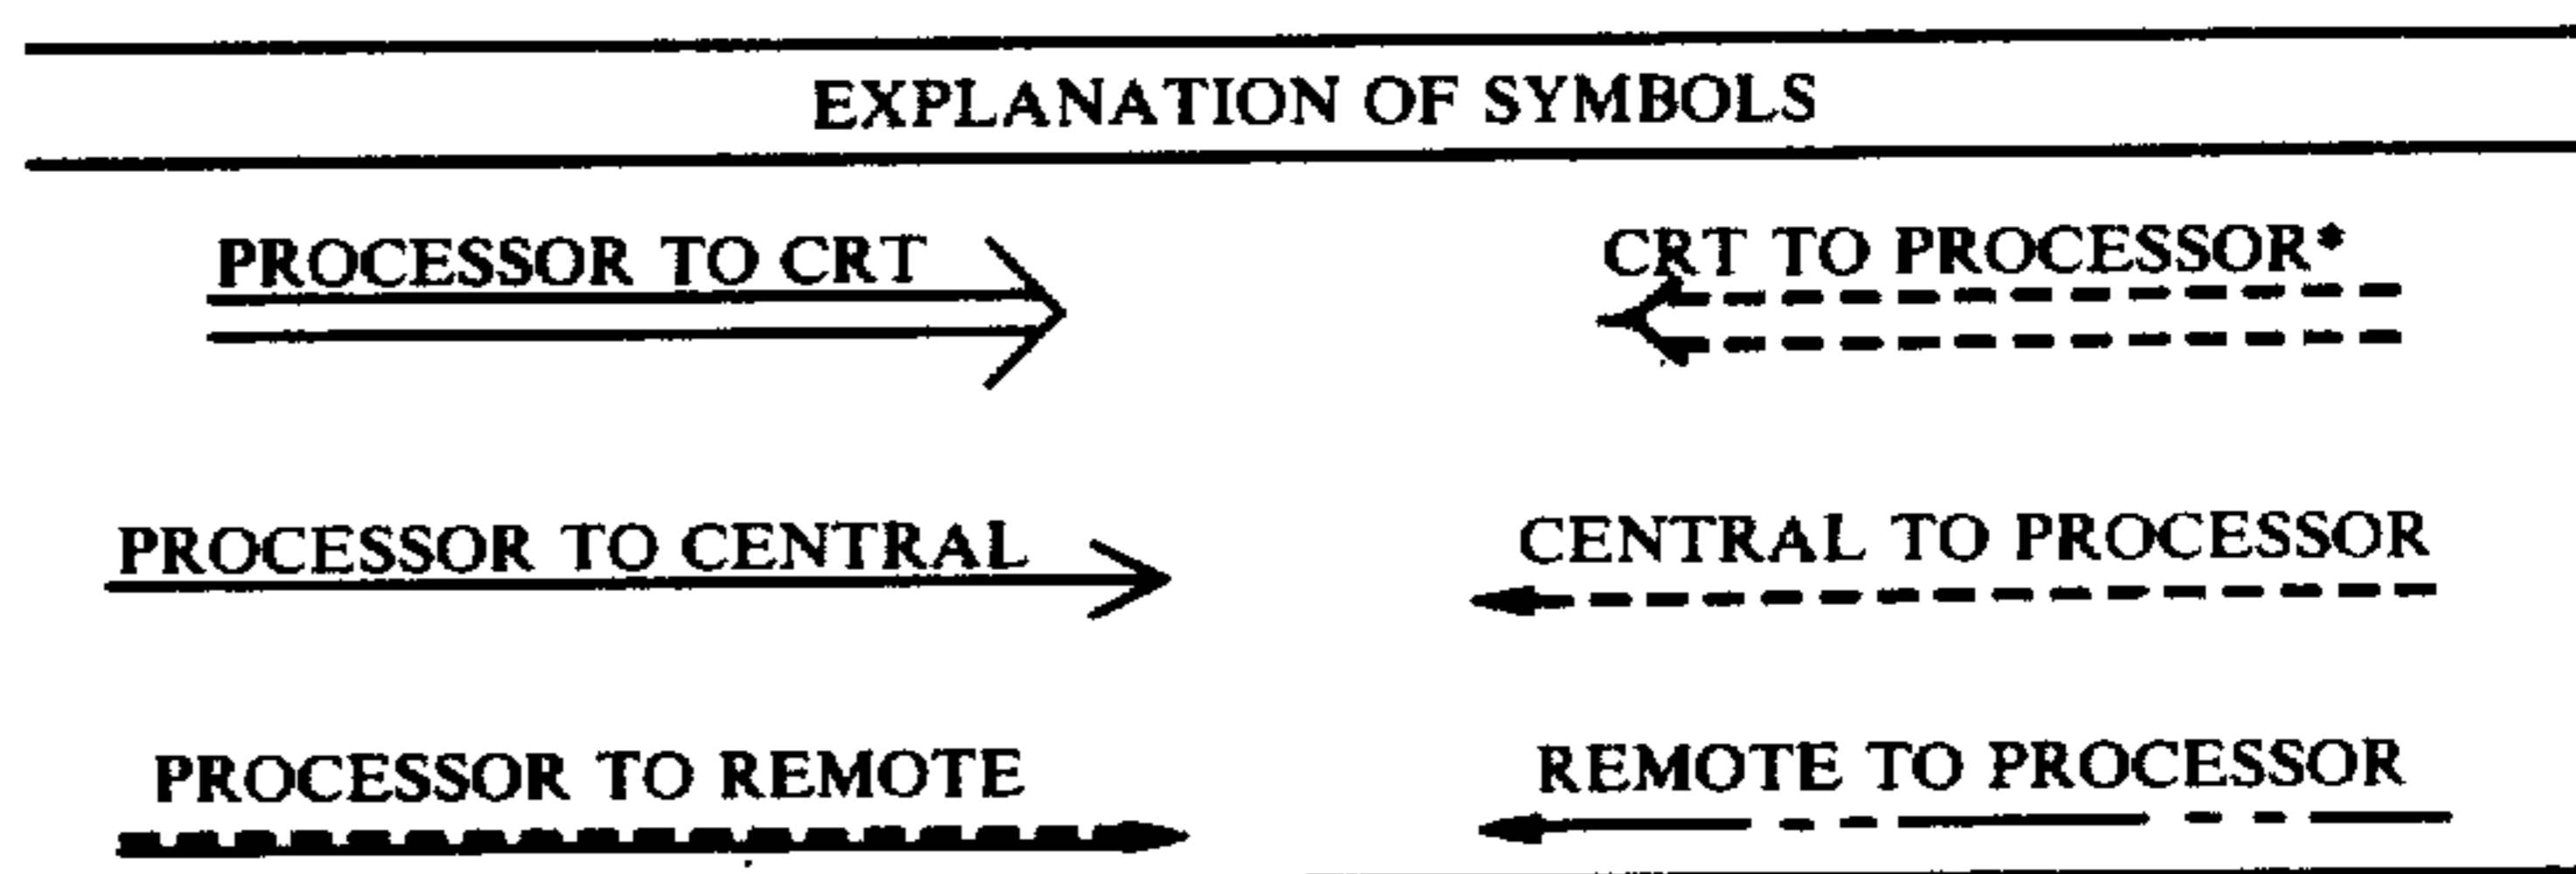 EXPLANATION OF SYMBOLS
PROCESSOR TO CRT
CRT TO PROCESSOR*
PROCESSOR TO CENTRAL
CENTRAL TO PROCESSOR
PROCESSOR TO REMOTE
REMOTE TO PROCESSOR